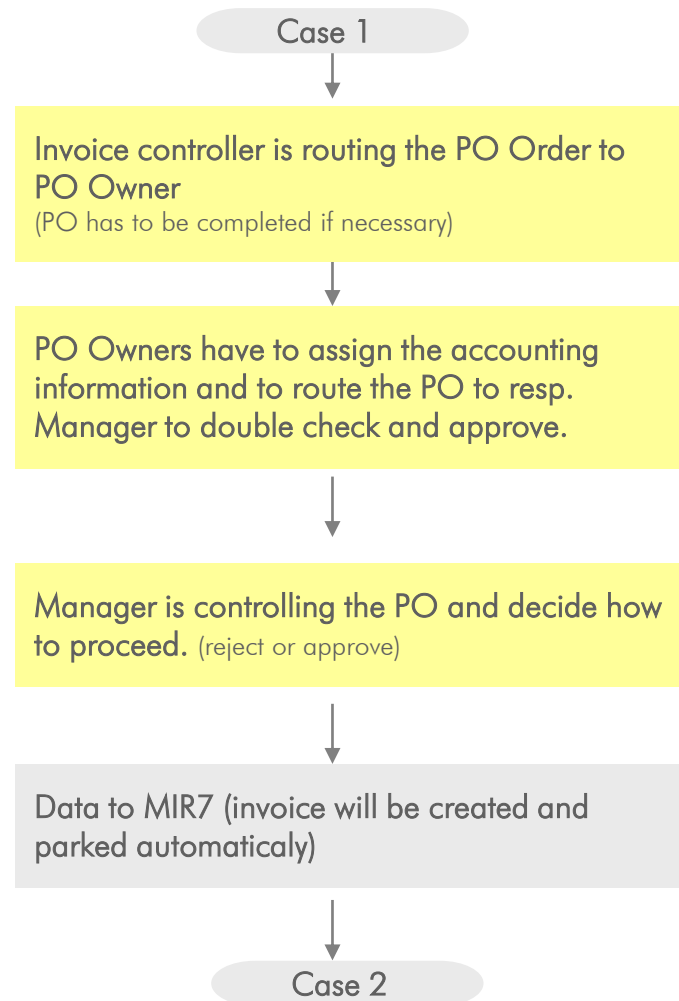 Case 1
Invoice controller is routing the PO Order to
PO Owner
(PO has to be completed if necessary)
PO Owners have to assign the accounting
information and to route the PO to resp.
Manager to double check and approve.
Manager is controlling the PO and decide how
to proceed. (reject or approve)
Data to MIR7 (invoice will be created and
parked automaticaly)
Case 2